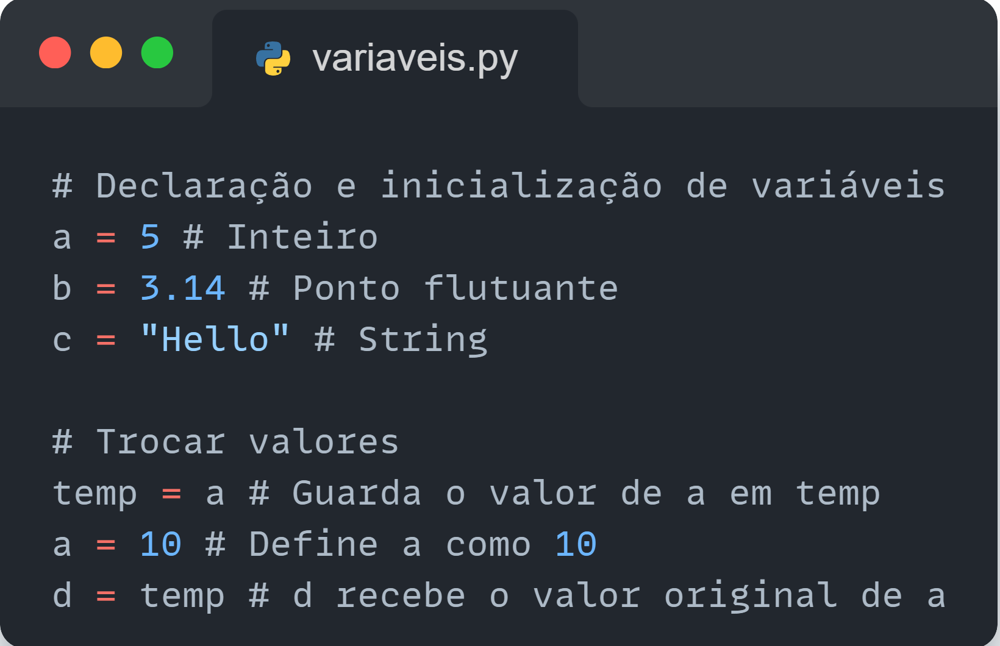 variaveis.py
# Declaração e inicialização de variáveis
a = 5 # Inteiro
b = 3.14 # Ponto flutuante
c = "Hello" # String
# Trocar valores
temp = a # Guarda o valor de a em temp
a = 10 # Define a como 10
d = temp # d recebe o valor original de a